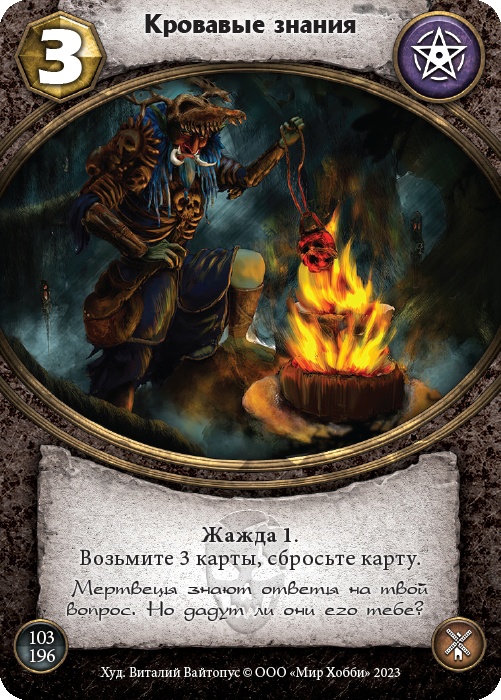 3
Кровавые знания
Жажда 1.
Возьмите 3 карты, сбросьте карту.
Мертвецы знают ответы на твой
вопрос. Но дадут ли они его тебе?
103
196
Худ. Виталий Вайтопус © ООО «Мир Хобби» 2023